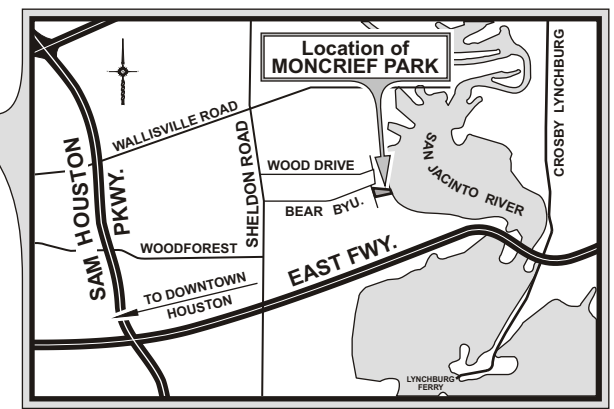 Location of
MONCRIEF PARK
WALLISVILLE ROAD
SHELDON ROAD
WOOD DRIVE
BEAR BYU.
SAN JACINTO RIVER
CROSBY LYNCHBURG
SAM HOUSTON
PKWY.
WOODFOREST
EAST FWY.
TO DOWNTOWN
HOUSTON
LYNCHBURG
FERRY